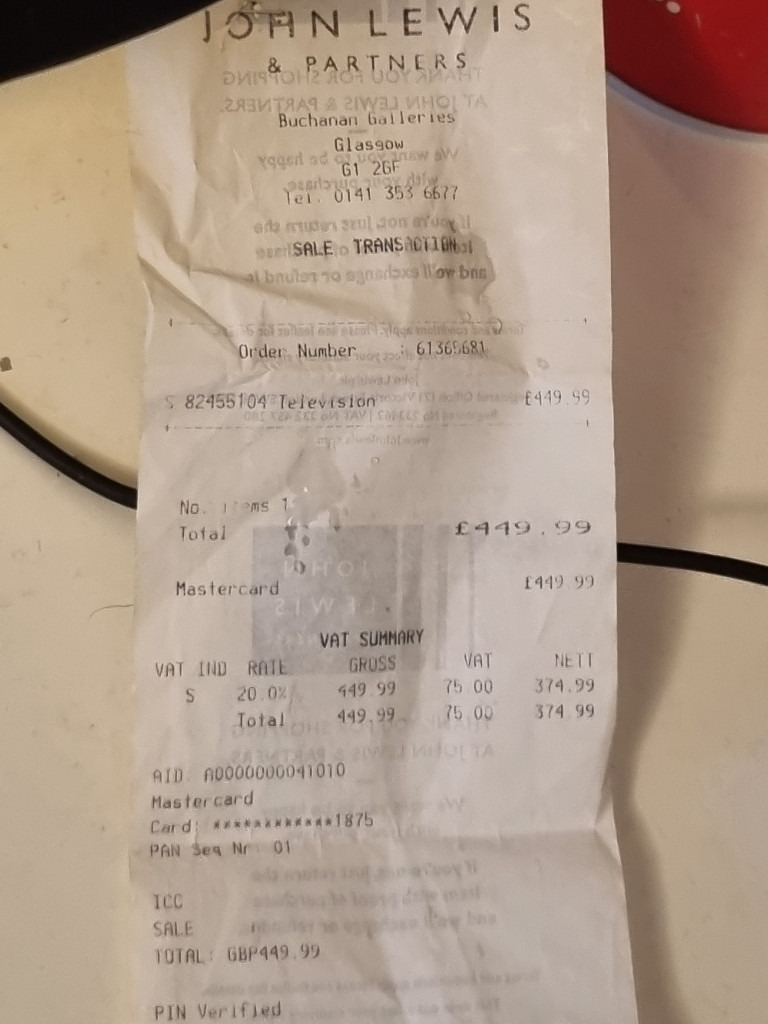 JOHN LEWIS
& PARTNERS
Buchanan Galleries
Glasgow
G1 2GF
Tel. 0141 353 6677
SALE TRANSACTION
Order Number : 61365681
S 82455104 Television £449.99
No. items 1
Total £449.99
Mastercard £449.99
VAT SUMMARY
VAT IND RATE GROSS VAT NETT
S 20.0% 449.99 75.00 374.99
Total 449.99 75.00 374.99
AID A0000000041010
Mastercard
Card: ************1875
PAN Seq Nr: 01
ICC
SALE
TOTAL: GBP449.99
PIN Verified